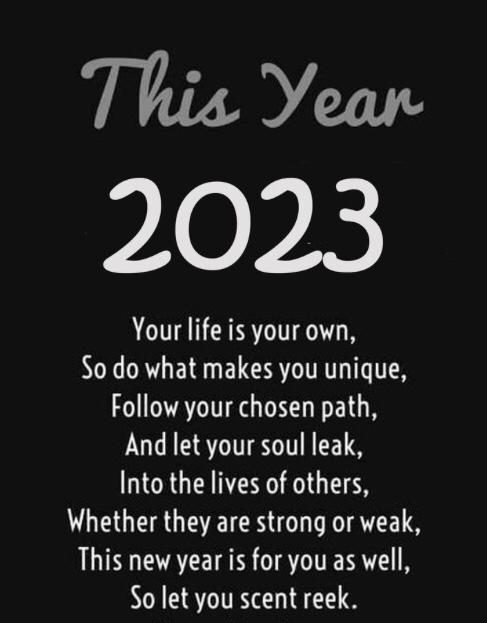 This Year
2023
Your life is your own,
So do what makes you unique,
Follow your chosen path,
And let your soul leak,
Into the lives of others,
Whether they are strong or weak,
This new year is for you as well,
So let you scent reek.